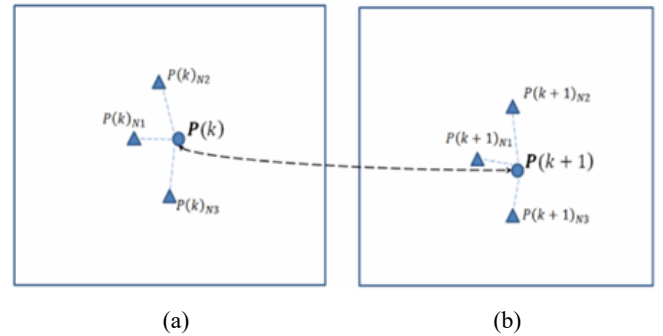 P(k)N2
P(k)N1
P(k)
P(k)N3
P(k + 1)N2
P(k + 1)N1
P(k + 1)
P(k + 1)N3
(a)
(b)